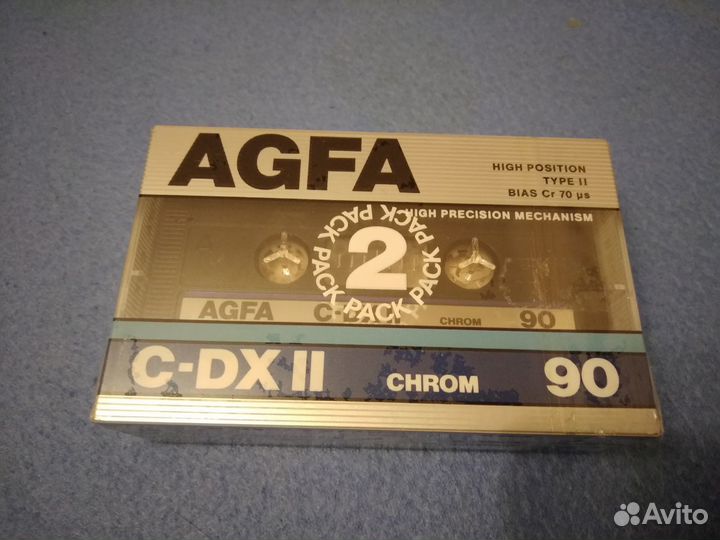 AGFA
HIGH POSITION
TYPE II
BIAS Cr 70 µs
HIGH PRECISION MECHANISM
2
PACK PACK PACK PACK PACK
AGFA C-DX II CHROM 90
C-DX II CHROM 90
Avito